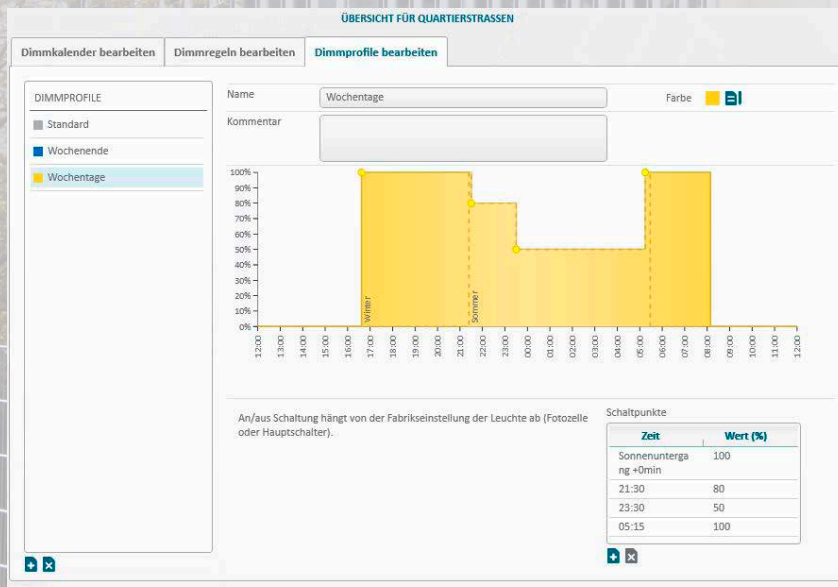 ÜBERSICHT FÜR QUARTIERSTRASSEN
Dimmkalender bearbeiten
Dimmregeln bearbeiten
Dimmprofile bearbeiten
DIMMPROFILE
Standard
Wochenende
Wochentage
Name
Wochentage
Farbe
Kommentar
100%
90%
80%
70%
60%
50%
40%
30%
20%
10%
0%
Winter
Sommer
12:00
13:00
14:00
15:00
16:00
17:00
18:00
19:00
20:00
21:00
22:00
23:00
00:00
01:00
02:00
03:00
04:00
05:00
06:00
07:00
08:00
09:00
10:00
11:00
12:00
An/aus Schaltung hängt von der Fabrikseinstellung der Leuchte ab (Fotozelle
oder Hauptschalter).
Schaltpunkte
Zeit Wert (%)
Sonnenunterga 100
ng +0min
21:30 80
23:30 50
05:15 100